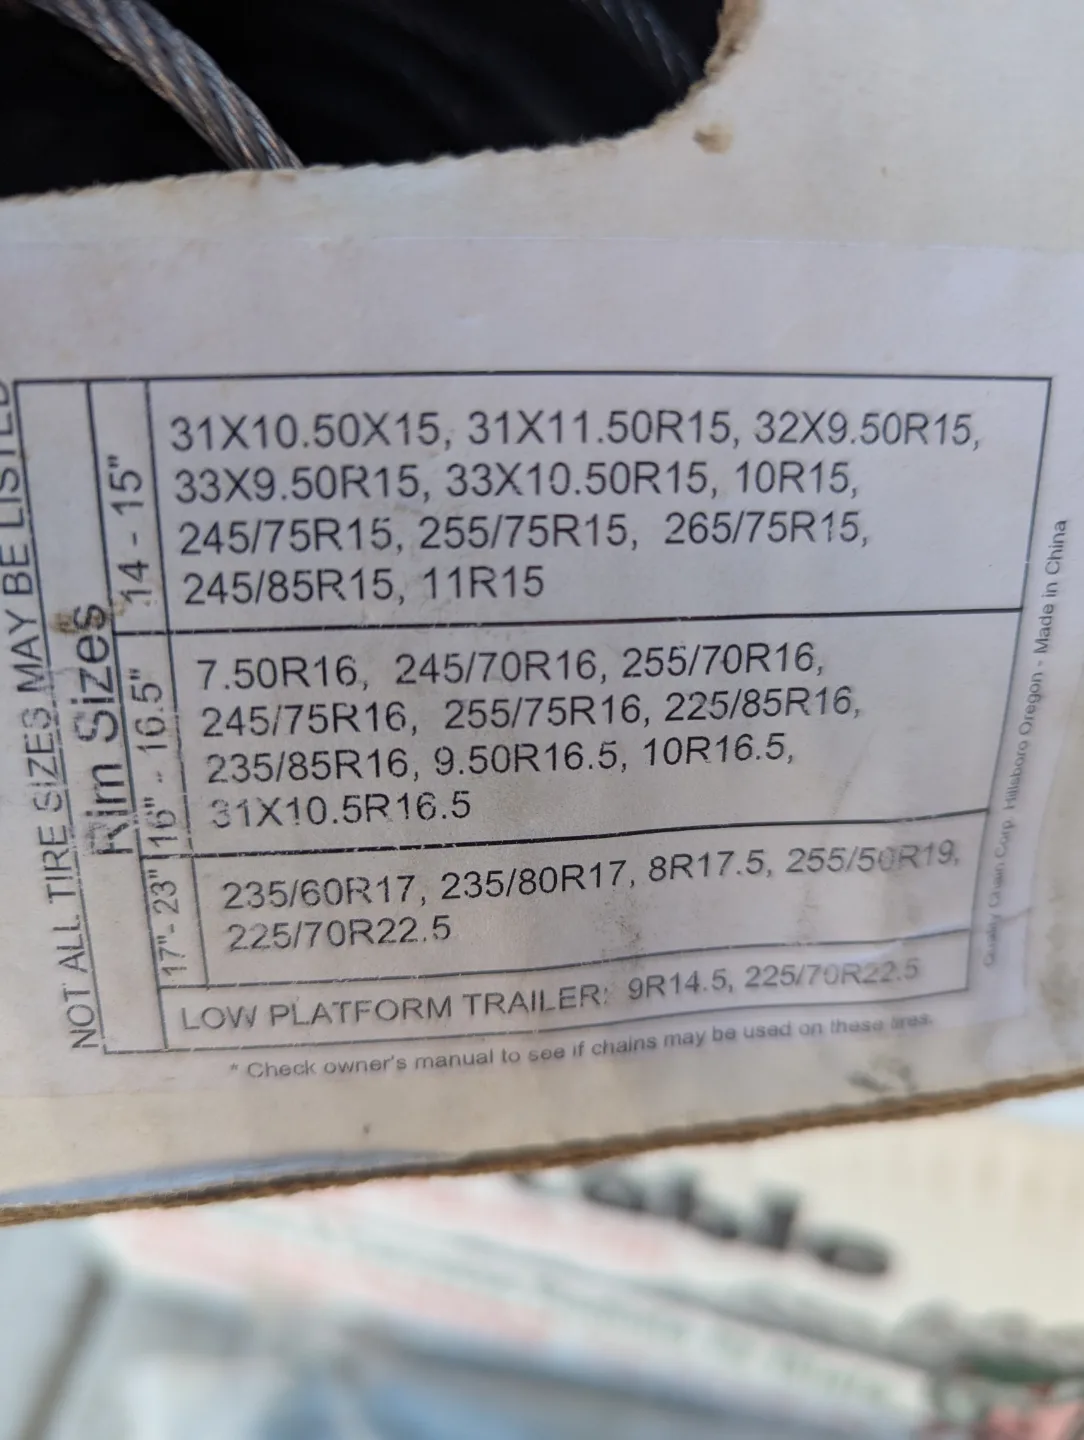 NOT ALL TIRE SIZES MAY BE LISTED
Rim Sizes
14 - 15"
31X10.50X15, 31X11.50R15, 32X9.50R15,
33X9.50R15, 33X10.50R15, 10R15,
245/75R15, 255/75R15, 265/75R15,
245/85R15, 11R15
16" - 16.5"
7.50R16, 245/70R16, 255/70R16,
245/75R16, 255/75R16, 225/85R16,
235/85R16, 9.50R16.5, 10R16.5,
31X10.5R16.5
17"- 23"
235/60R17, 235/80R17, 8R17.5, 255/50R19,
225/70R22.5
LOW PLATFORM TRAILER: 9R14.5, 225/70R22.5
* Check owner's manual to see if chains may be used on these tires.
Quality Chain Corp. Hillsboro Oregon - Made in China